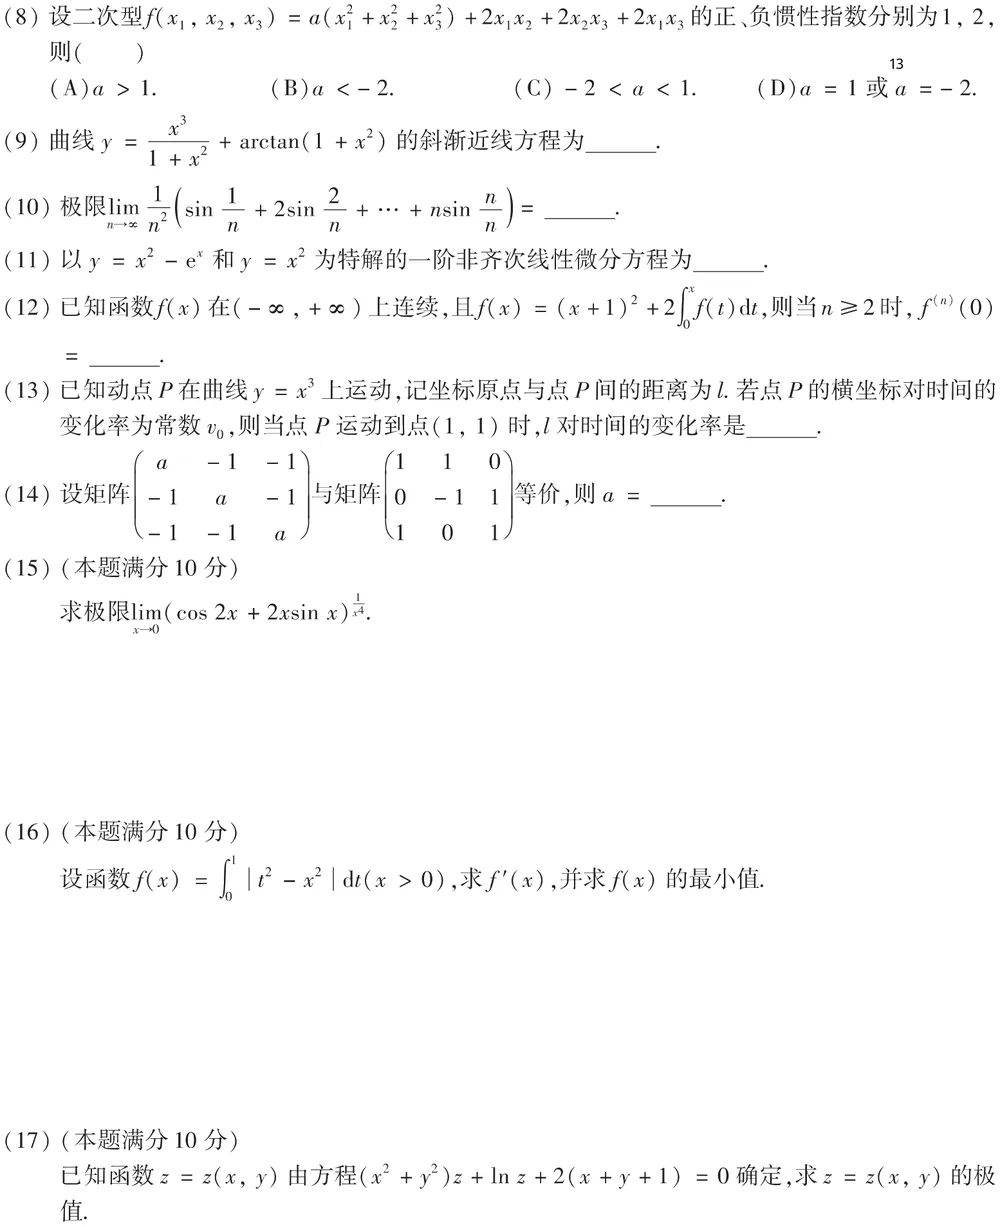 (8) 设二次型f(x₁, x₂, x₃) = a(x₁² + x₂² + x₃²) + 2x₁x₂ + 2x₂x₃ + 2x₁x₃ 的正、负惯性指数分别为1, 2,
则(　　)
13
(A)a > 1. (B)a < - 2. (C) - 2 < a < 1. (D)a = 1 或 a = - 2.
(9) 曲线 y = x³/(1 + x²) + arctan(1 + x²) 的斜渐近线方程为______.
(10) 极限lim_{n→∞} 1/n² (sin 1/n + 2sin 2/n + … + nsin n/n) = ______.
(11) 以 y = x² - eˣ 和 y = x² 为特解的一阶非齐次线性微分方程为______.
(12) 已知函数f(x) 在(- ∞, + ∞) 上连续,且f(x) = (x + 1)² + 2∫₀ˣ f(t)dt,则当n ≥ 2时, f⁽ⁿ⁾(0)
= ______.
(13) 已知动点 P 在曲线 y = x³ 上运动,记坐标原点与点 P 间的距离为 l. 若点 P 的横坐标对时间的
变化率为常数 v₀,则当点 P 运动到点(1, 1) 时,l 对时间的变化率是______.
(14) 设矩阵(a -1 -1; -1 a -1; -1 -1 a)与矩阵(1 1 0; 0 -1 1; 1 0 1)等价,则 a = ______.
(15) (本题满分 10 分)
求极限lim_{x→0}(cos 2x + 2xsin x)^{1/x⁴}.
(16) (本题满分 10 分)
设函数f(x) = ∫₀¹ | t² - x² | dt(x > 0),求 f′(x),并求 f(x) 的最小值.
(17) (本题满分 10 分)
已知函数 z = z(x, y) 由方程(x² + y²)z + ln z + 2(x + y + 1) = 0 确定,求 z = z(x, y) 的极
值.